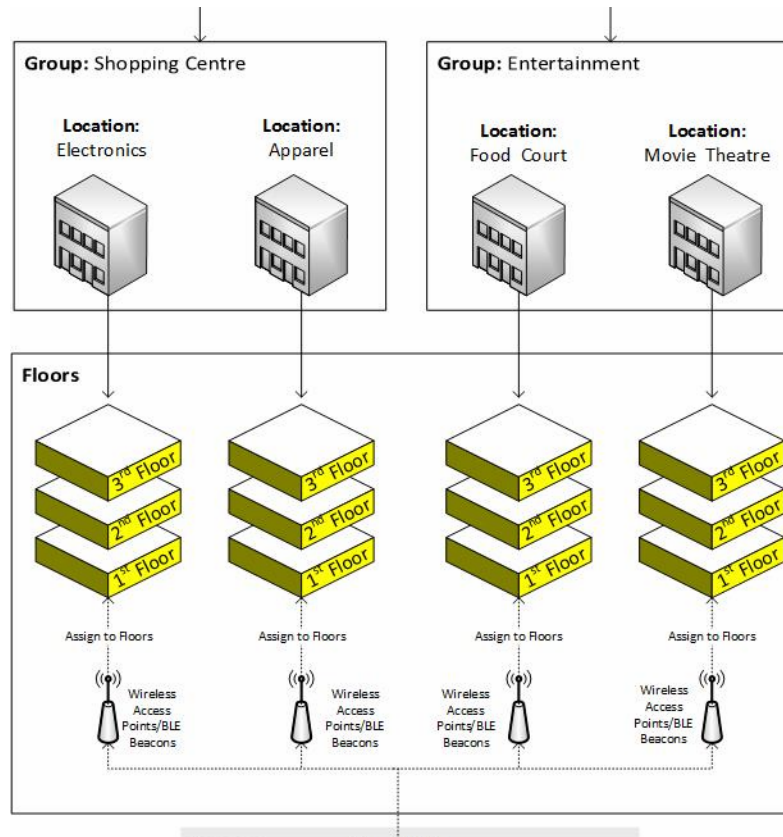 Group: Shopping Centre
Location:
Electronics
Location:
Apparel
Group: Entertainment
Location:
Food Court
Location:
Movie Theatre
Floors
3rd Floor
2nd Floor
1st Floor
3rd Floor
2nd Floor
1st Floor
3rd Floor
2nd Floor
1st Floor
3rd Floor
2nd Floor
1st Floor
Assign to Floors
Assign to Floors
Assign to Floors
Assign to Floors
Wireless
Access
Points/BLE
Beacons
Wireless
Access
Points/BLE
Beacons
Wireless
Access
Points/BLE
Beacons
Wireless
Access
Points/BLE
Beacons